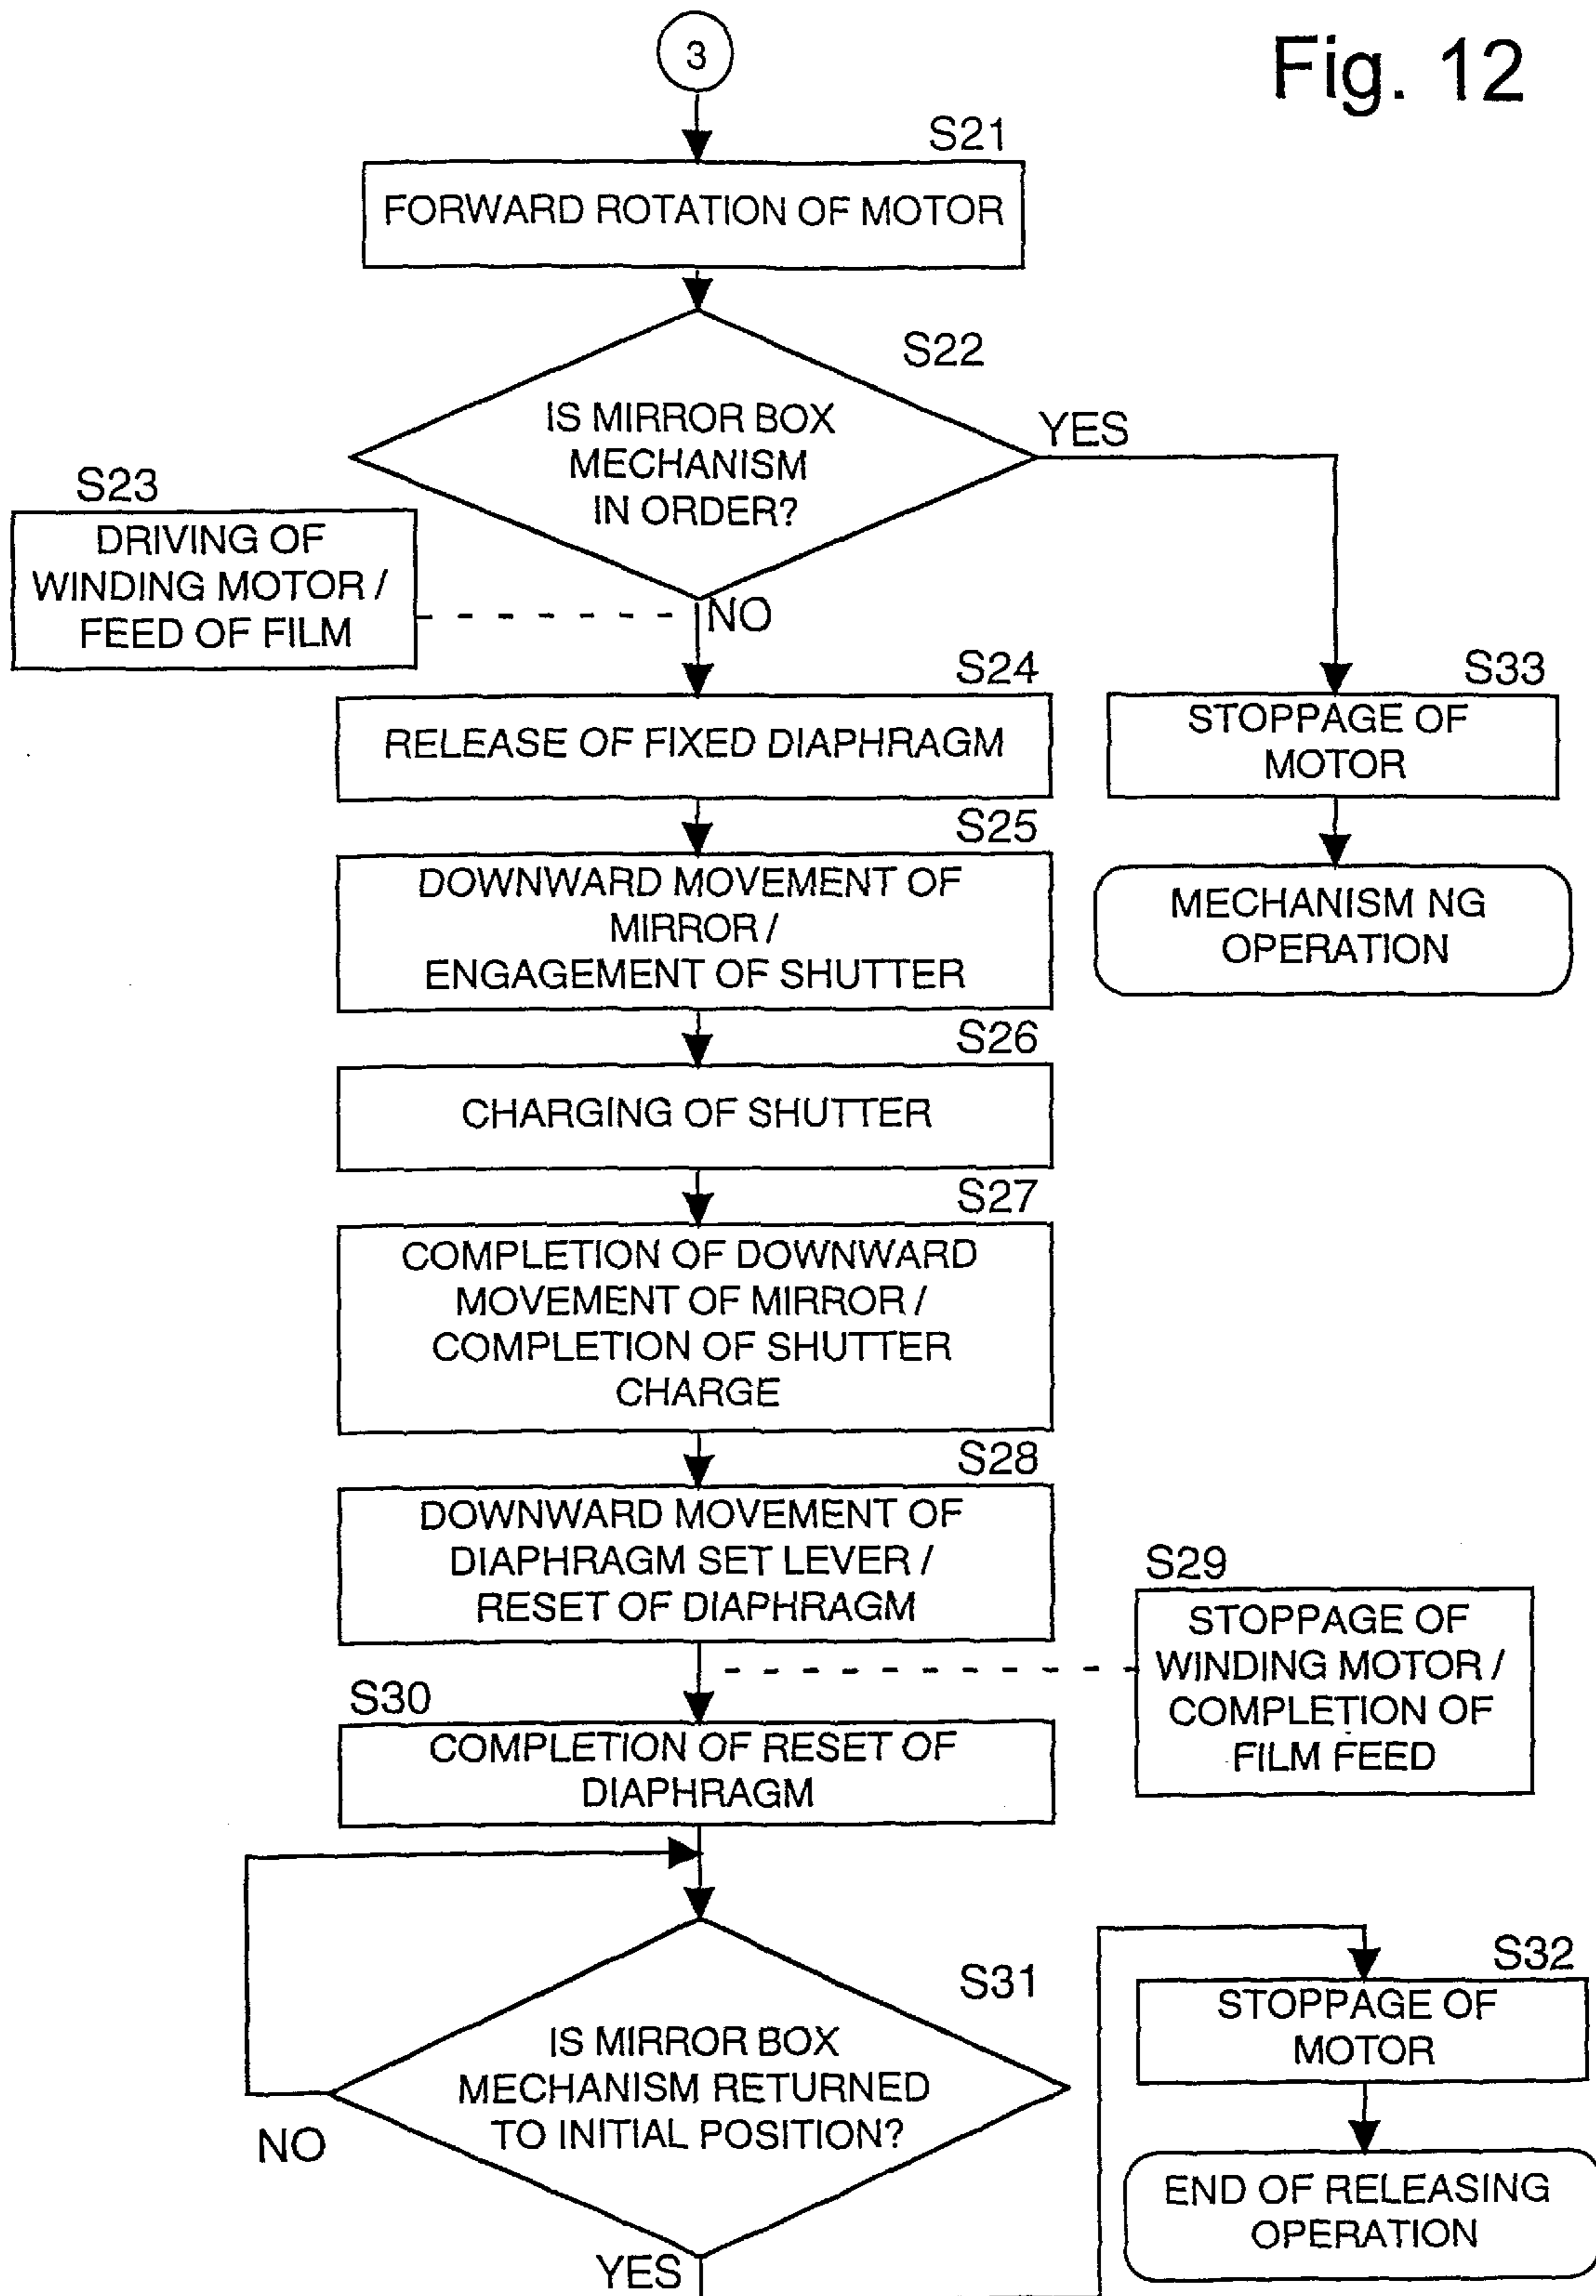 Fig. 12
3
S21
FORWARD ROTATION OF MOTOR
S22
IS MIRROR BOX
MECHANISM
IN ORDER?
YES
S23
DRIVING OF
WINDING MOTOR /
FEED OF FILM
NO
S24
RELEASE OF FIXED DIAPHRAGM
S33
STOPPAGE OF
MOTOR
S25
DOWNWARD MOVEMENT OF
MIRROR /
ENGAGEMENT OF SHUTTER
MECHANISM NG
OPERATION
S26
CHARGING OF SHUTTER
S27
COMPLETION OF DOWNWARD
MOVEMENT OF MIRROR /
COMPLETION OF SHUTTER
CHARGE
S28
DOWNWARD MOVEMENT OF
DIAPHRAGM SET LEVER /
RESET OF DIAPHRAGM
S29
STOPPAGE OF
WINDING MOTOR /
COMPLETION OF
FILM FEED
S30
COMPLETION OF RESET OF
DIAPHRAGM
S31
IS MIRROR BOX
MECHANISM RETURNED
TO INITIAL POSITION?
NO
YES
S32
STOPPAGE OF
MOTOR
END OF RELEASING
OPERATION